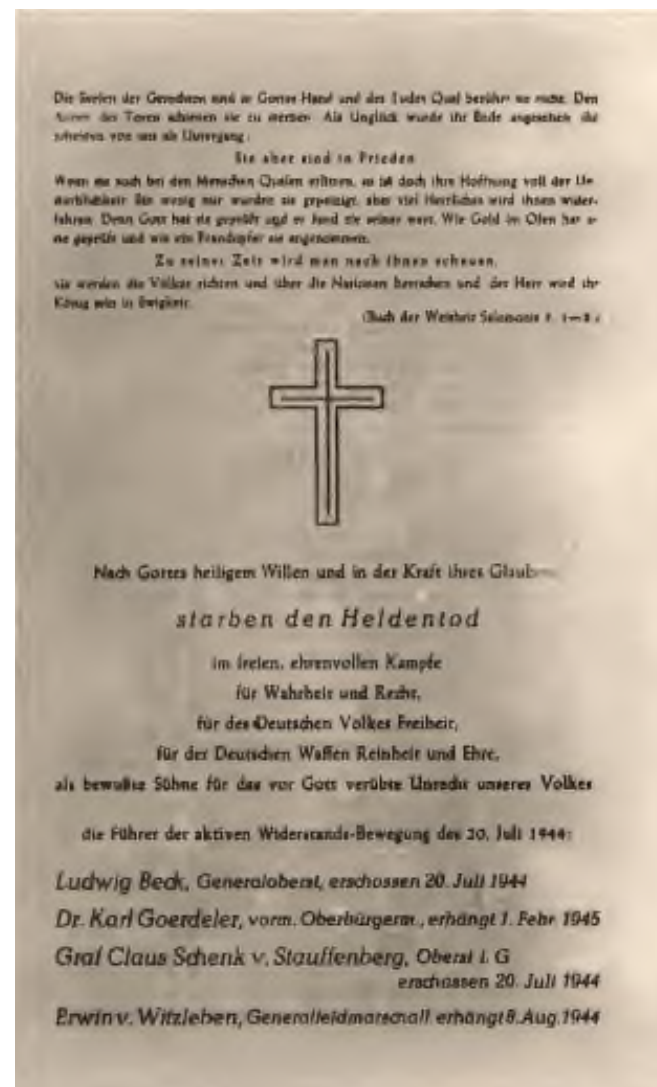 Die Seelen der Gerechten sind in Gottes Hand und des Todes Qual berührt sie nicht. Den
der Toren schienen sie zu sterben. Als Unglück wurde ihr Ende angesehen, ihr
scheiden von uns als Untergang;
Sie aber sind in Frieden
Wenn sie auch bei den Menschen Qualen erlitten, so ist doch ihre Hoffnung voll der Un-
sterblichkeit. Ein wenig nur wurden sie gepeinigt, aber viel Herrliches wird ihnen wider-
fahren. Denn Gott hat sie geprüft und er fand sie seiner wert. Wie Gold im Ofen hat er
sie geprüft und wie ein Brandopfer sie angenommen.
Zu seiner Zeit wird man nach ihnen schauen,
sie werden die Völker richten und über die Nationen herrschen und der Herr wird ihr
König sein in Ewigkeit.
(Buch der Weisheit Salomonis
Nach Gottes heiligem Willen und in der Kraft ihres
starben den Heldentod
im freien, ehrenvollen Kampfe
für Wahrheit und Recht,
für des Deutschen Volkes Freiheit,
für der Deutschen Waffen Reinheit und Ehre,
als bewußte Sühne für das vor Gott verübte Unrecht unseres Volkes
die Führer der aktiven Widerstands-Bewegung des 20. Juli 1944:
Ludwig Beck, Generaloberst, erschossen 20. Juli 1944
Dr. Karl Goerdeler, vorm. Oberbürgerm., erhängt 1. Febr 1945
Graf Claus Schenk v. Stauffenberg, Oberst i. G
erschossen 20. Juli 1944
Erwin v. Witzleben, Generalfeldmarschall erhängt 8. Aug. 1944